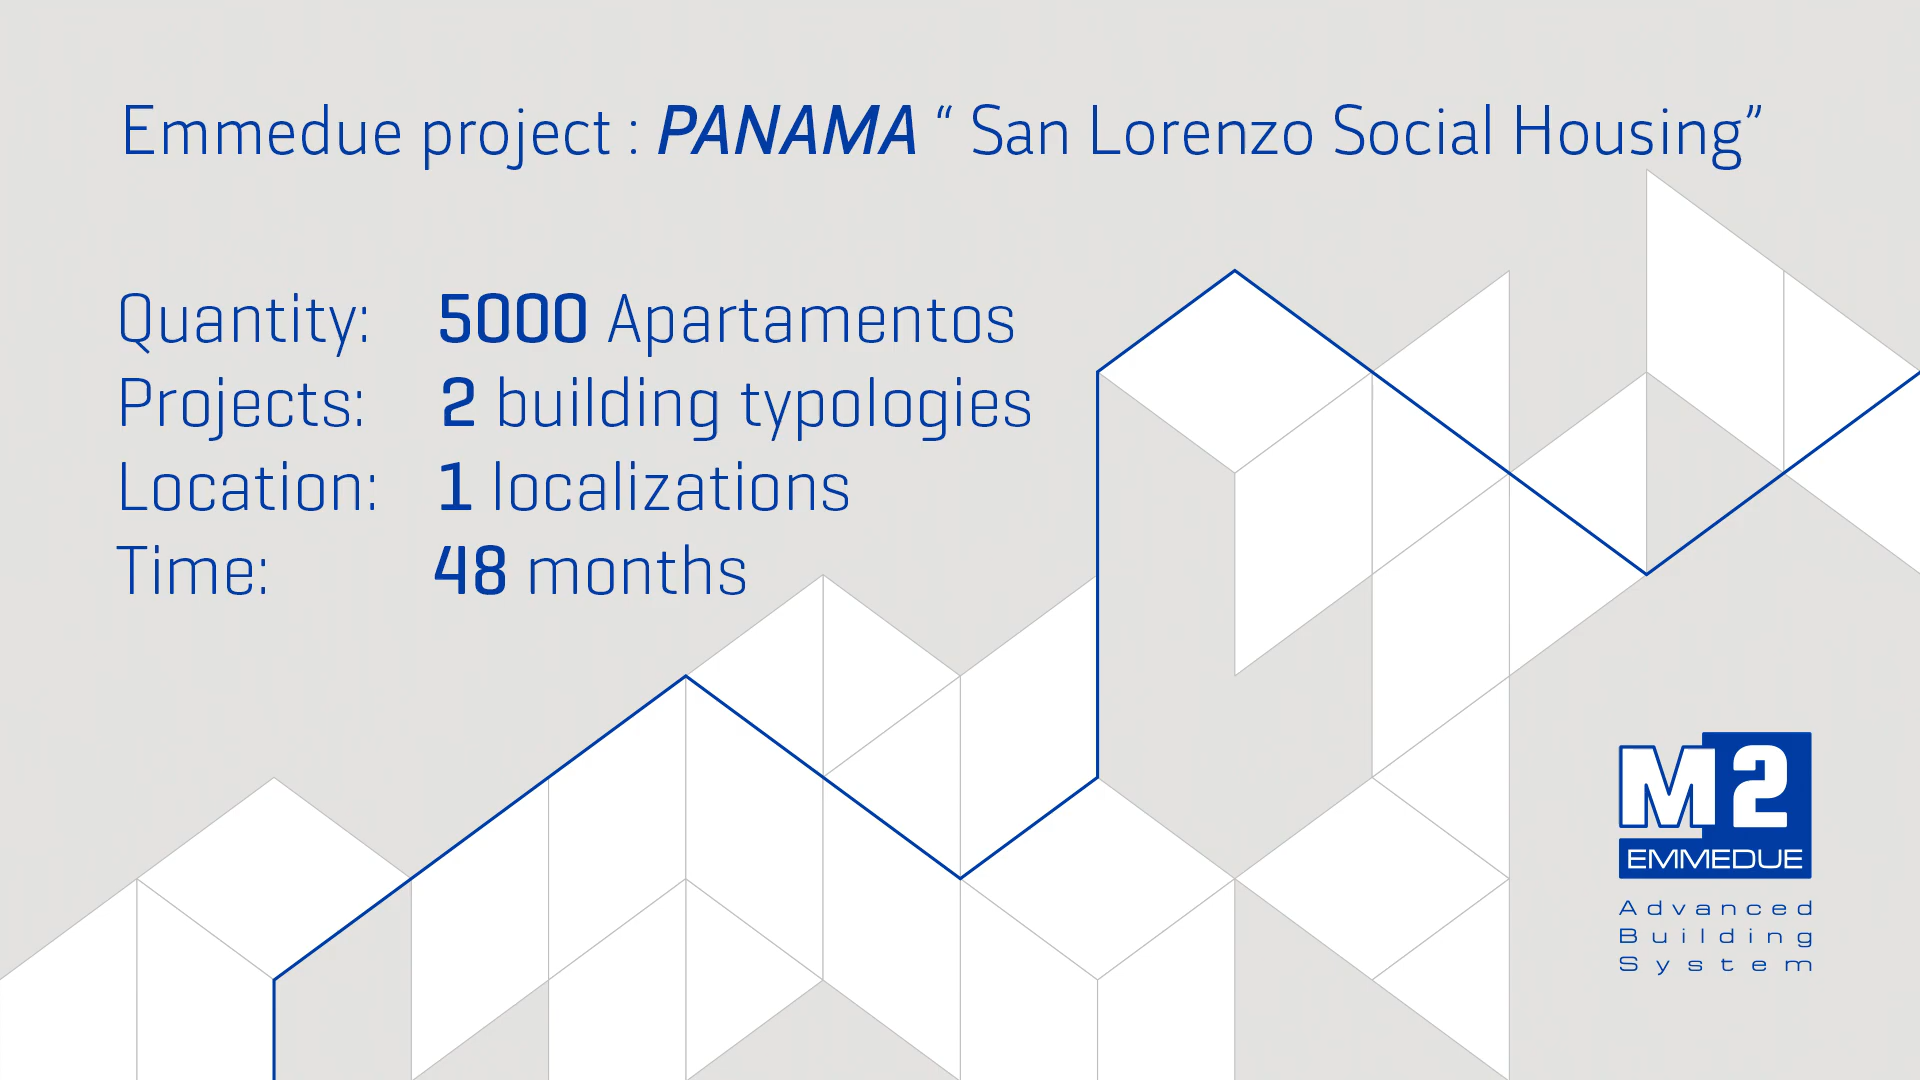 Emmedue project : PANAMA “ San Lorenzo Social Housing”
Quantity: 5000 Apartamentos
Projects: 2 building typologies
Location: 1 localizations
Time: 48 months
M2
EMMEDUE
Advanced
Building
System